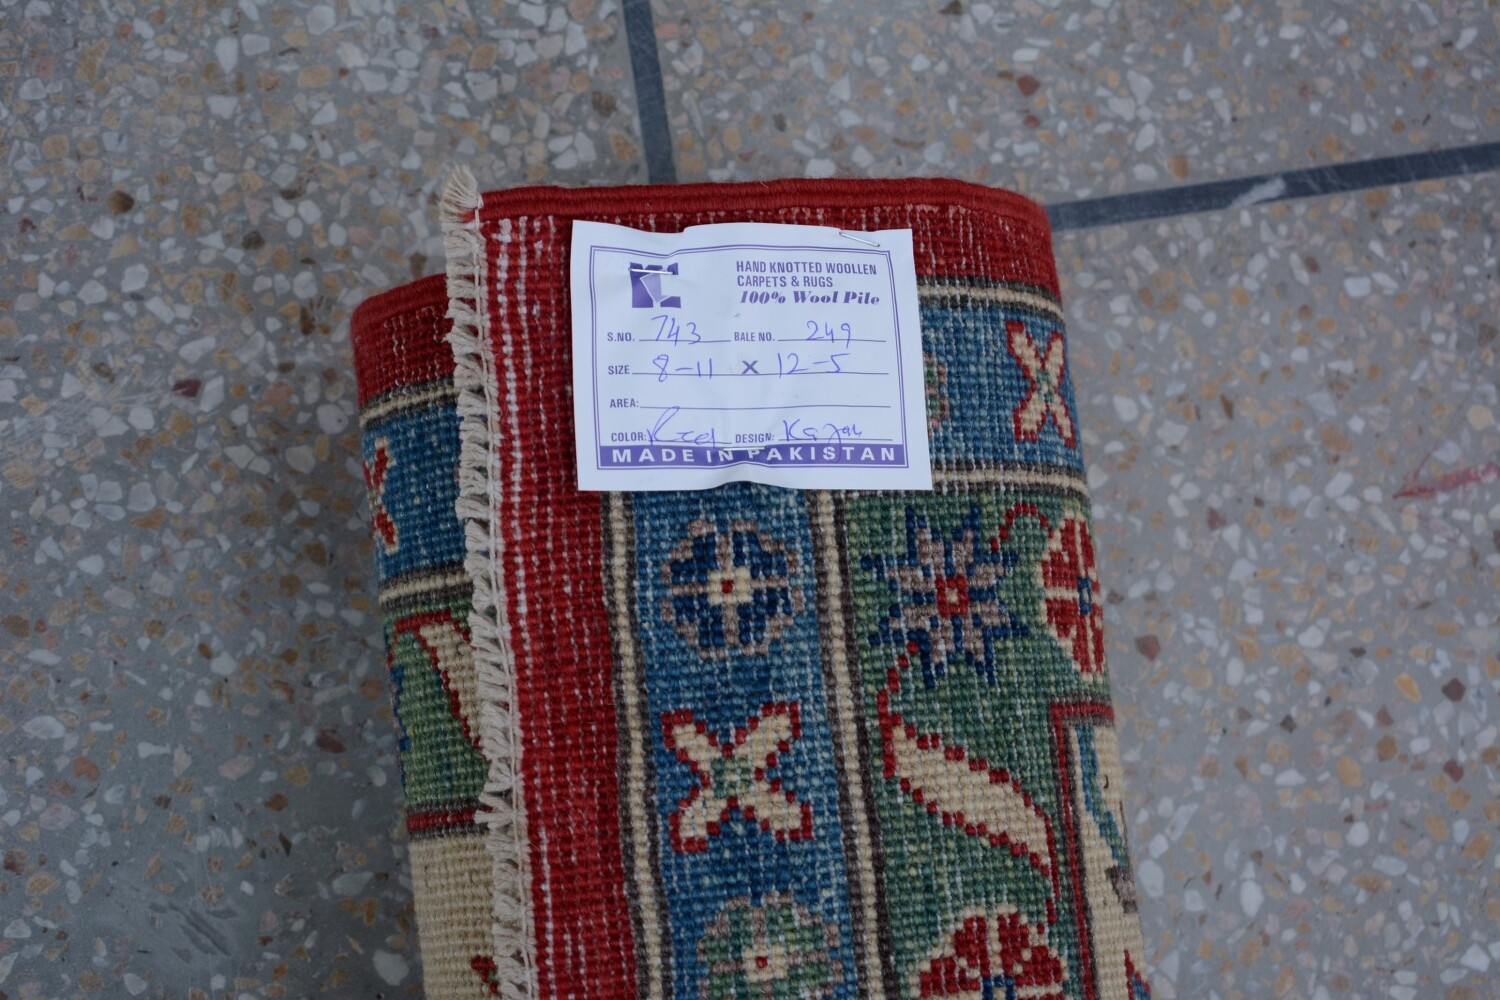 HAND KNOTTED WOOLLEN
CARPETS & RUGS
100% Wool Pile
S.NO. 743 BALE NO. 249
SIZE 8-11 X 12-5
AREA:
COLOR: Red DESIGN:
MADE IN PAKISTAN